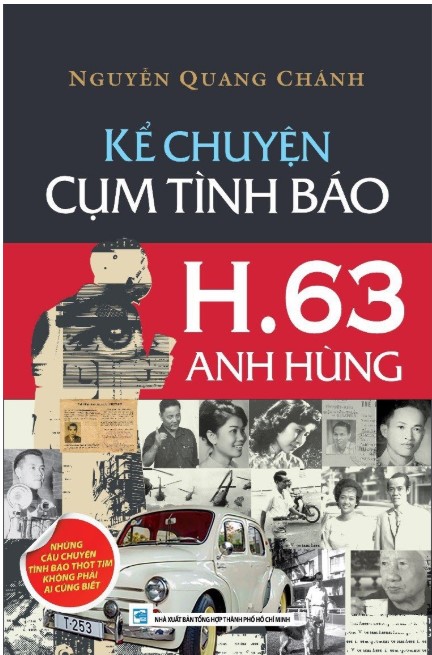 NGUYỄN QUANG CHÁNH
KỂ CHUYỆN
CỤM TÌNH BÁO
H.63
ANH HÙNG
NHỮNG
CÂU CHUYỆN
TÌNH BÁO THÓT TIM
KHÔNG PHẢI
AI CŨNG BIẾT
T-253
NHÀ XUẤT BẢN TỔNG HỢP THÀNH PHỐ HỒ CHÍ MINH